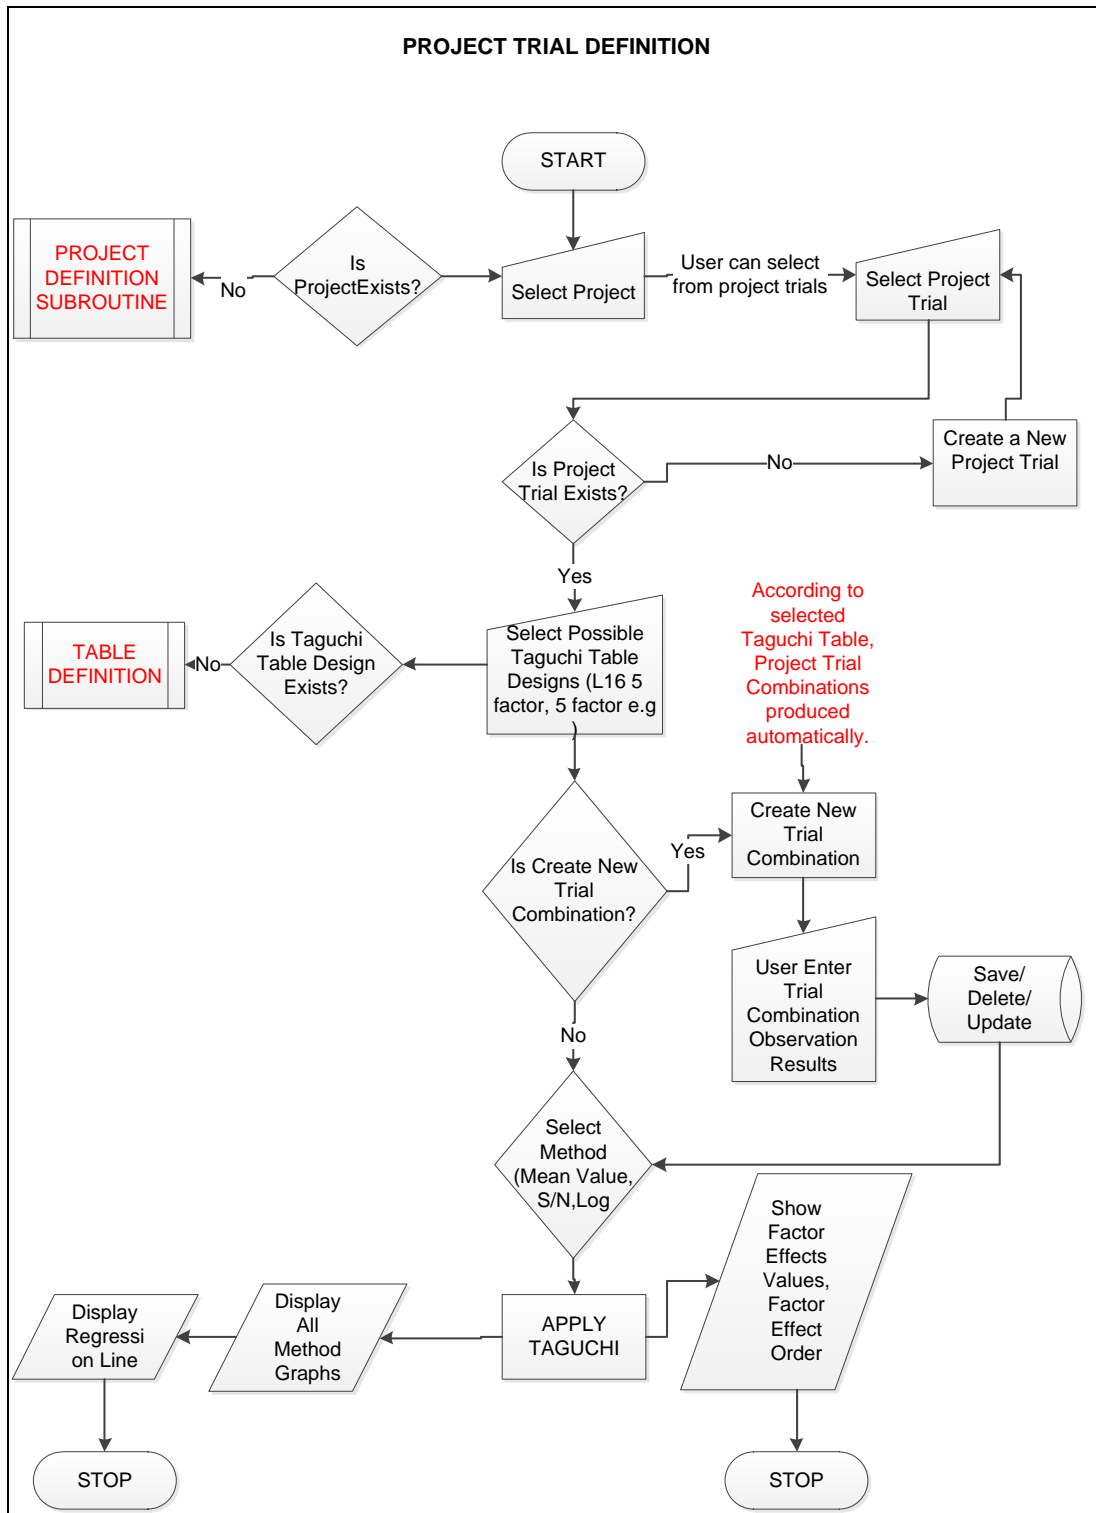 PROJECT TRIAL DEFINITION
START
PROJECT
DEFINITION
SUBROUTINE
No
Is
ProjectExists?
Select Project
User can select
from project trials
Select Project
Trial
Is Project
Trial Exists?
No
Create a New
Project Trial
Yes
TABLE
DEFINITION
No
Is Taguchi
Table Design
Exists?
Select Possible
Taguchi Table
Designs (L16 5
factor, 5 factor e.g
)
According to
selected
Taguchi Table,
Project Trial
Combinations
produced
automatically.
Is Create New
Trial
Combination?
Yes
Create New
Trial
Combination
User Enter
Trial
Combination
Observation
Results
Save/
Delete/
Update
No
Select
Method
(Mean Value,
S/N,Log
Show
Factor
Effects
Values,
Factor
Effect
Order
APPLY
TAGUCHI
Display
All
Method
Graphs
Display
Regressi
on Line
STOP
STOP